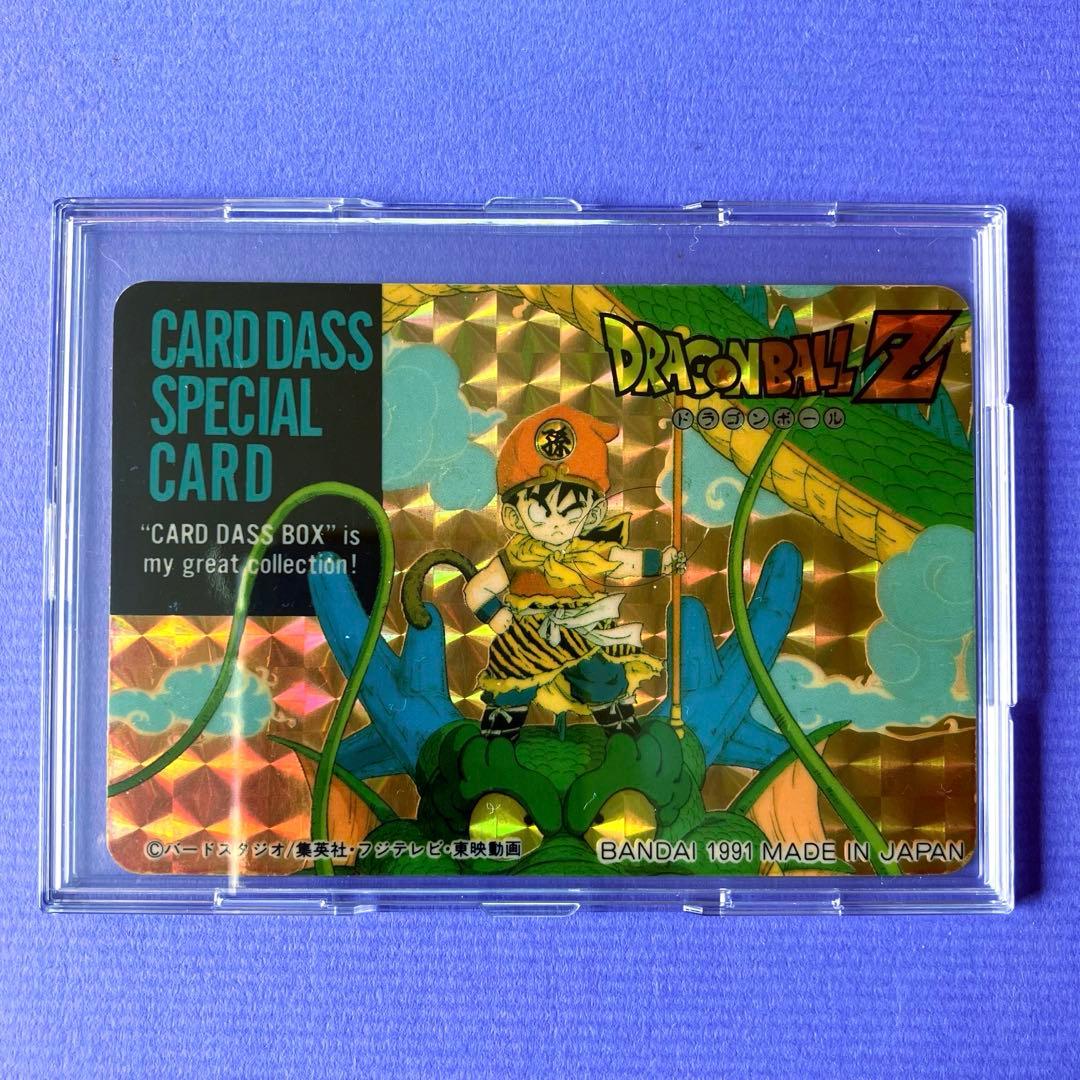 CARDDASS
SPECIAL
CARD
"CARD DASS BOX" is
my great collection!
DRAGONBALL Z
ドラゴンボール
孫
©バードスタジオ/集英社・フジテレビ・東映動画
BANDAI 1991 MADE IN JAPAN